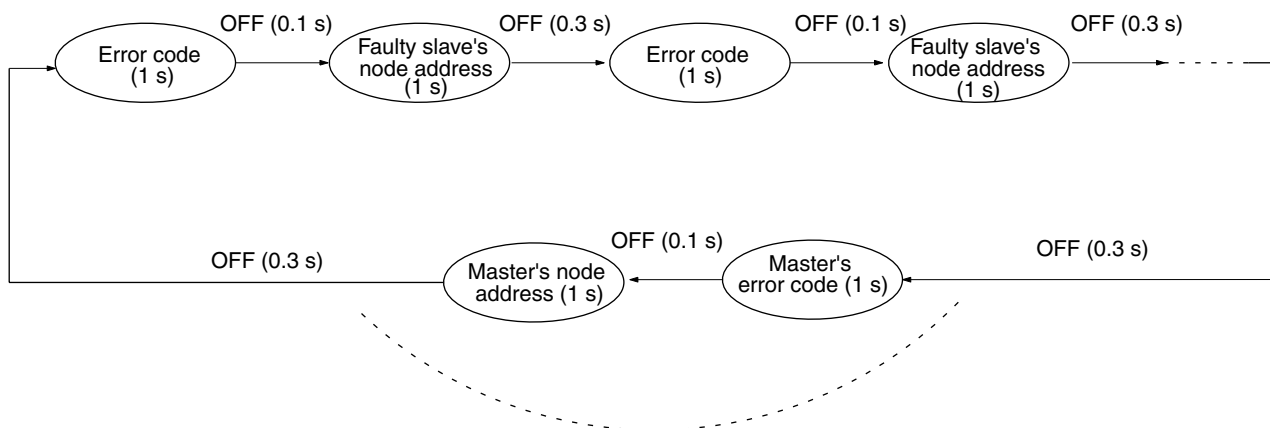 OFF (0.1 s)
OFF (0.3 s)
OFF (0.1 s)
OFF (0.3 s)
Error code
(1 s)
Faulty slave's
node address
(1 s)
Error code
(1 s)
Faulty slave's
node address
(1 s)
OFF (0.3 s)
Master's node
address (1 s)
OFF (0.1 s)
Master's
error code (1 s)
OFF (0.3 s)